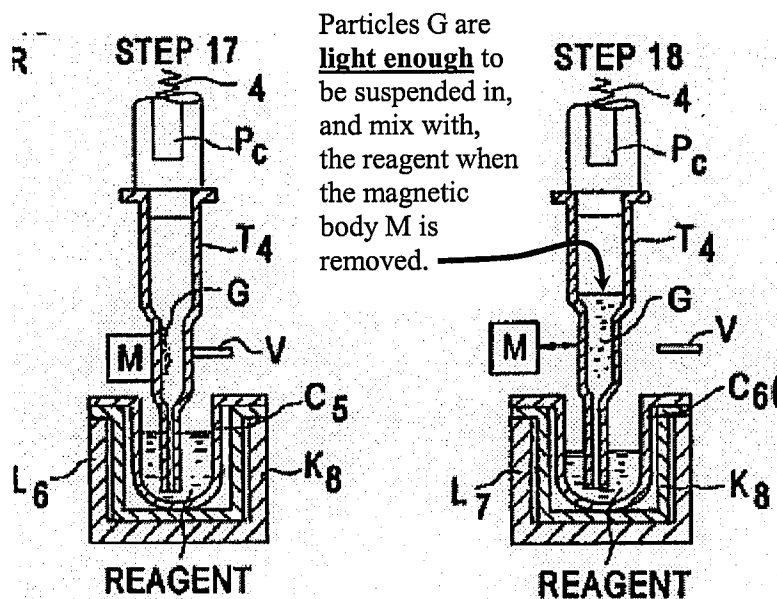 R
STEP 17
4
Pc
T4
G
M
V
C5
L6
K8
REAGENT
Particles G are
light enough to
be suspended in,
and mix with,
the reagent when
the magnetic
body M is
removed.
STEP 18
4
Pc
T4
G
M
V
C6
L7
K8
REAGENT